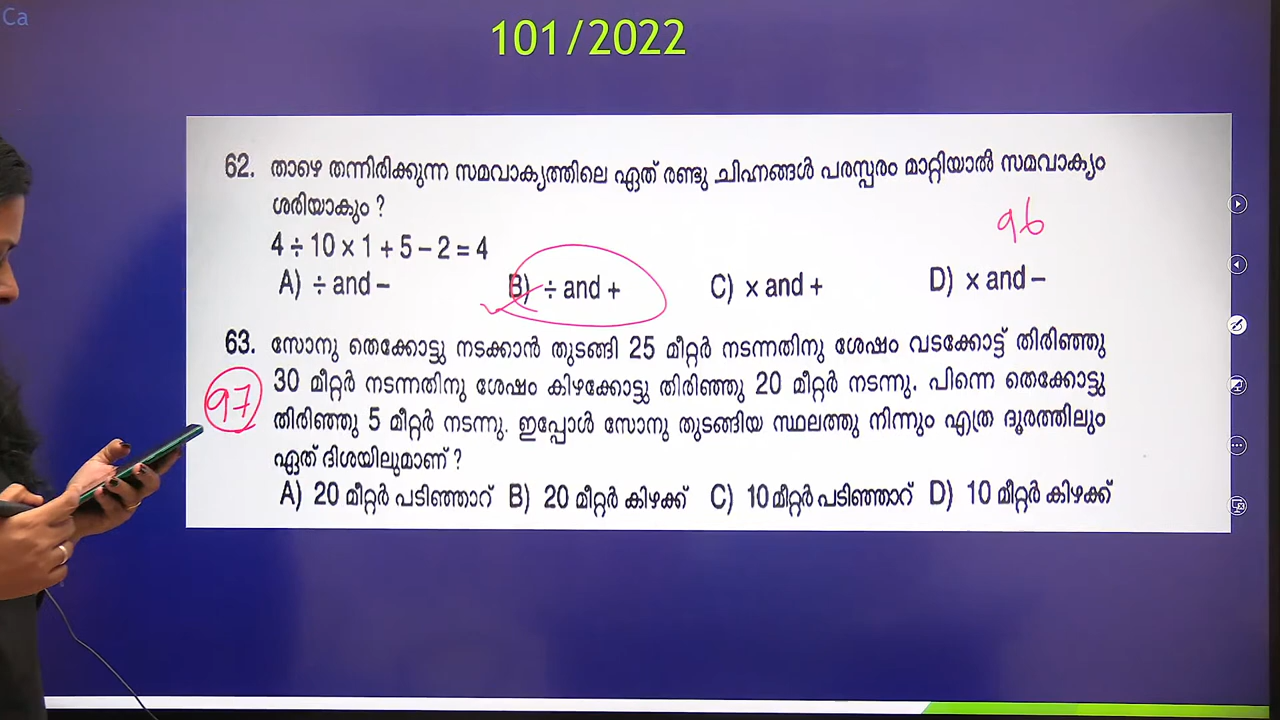 Ca
101/2022
62. താഴെ തന്നിരിക്കുന്ന സമവാക്യത്തിലെ ഏത് രണ്ടു ചിഹ്നങ്ങൾ പരസ്പരം മാറ്റിയാൽ സമവാക്യം
ശരിയാകും ?
96
4 ÷ 10 x 1 + 5 – 2 = 4
A) ÷ and – B) ÷ and + C) x and + D) x and –
63. സോനു തെക്കോട്ടു നടക്കാൻ തുടങ്ങി 25 മീറ്റർ നടന്നതിനു ശേഷം വടക്കോട്ട് തിരിഞ്ഞു
30 മീറ്റർ നടന്നതിനു ശേഷം കിഴക്കോട്ടു തിരിഞ്ഞു 20 മീറ്റർ നടന്നു. പിന്നെ തെക്കോട്ടു
97
തിരിഞ്ഞു 5 മീറ്റർ നടന്നു. ഇപ്പോൾ സോനു തുടങ്ങിയ സ്ഥലത്തു നിന്നും എത്ര ദൂരത്തിലും
ഏത് ദിശയിലുമാണ് ?
A) 20 മീറ്റർ പടിഞ്ഞാറ് B) 20 മീറ്റർ കിഴക്ക് C) 10 മീറ്റർ പടിഞ്ഞാറ് D) 10 മീറ്റർ കിഴക്ക്